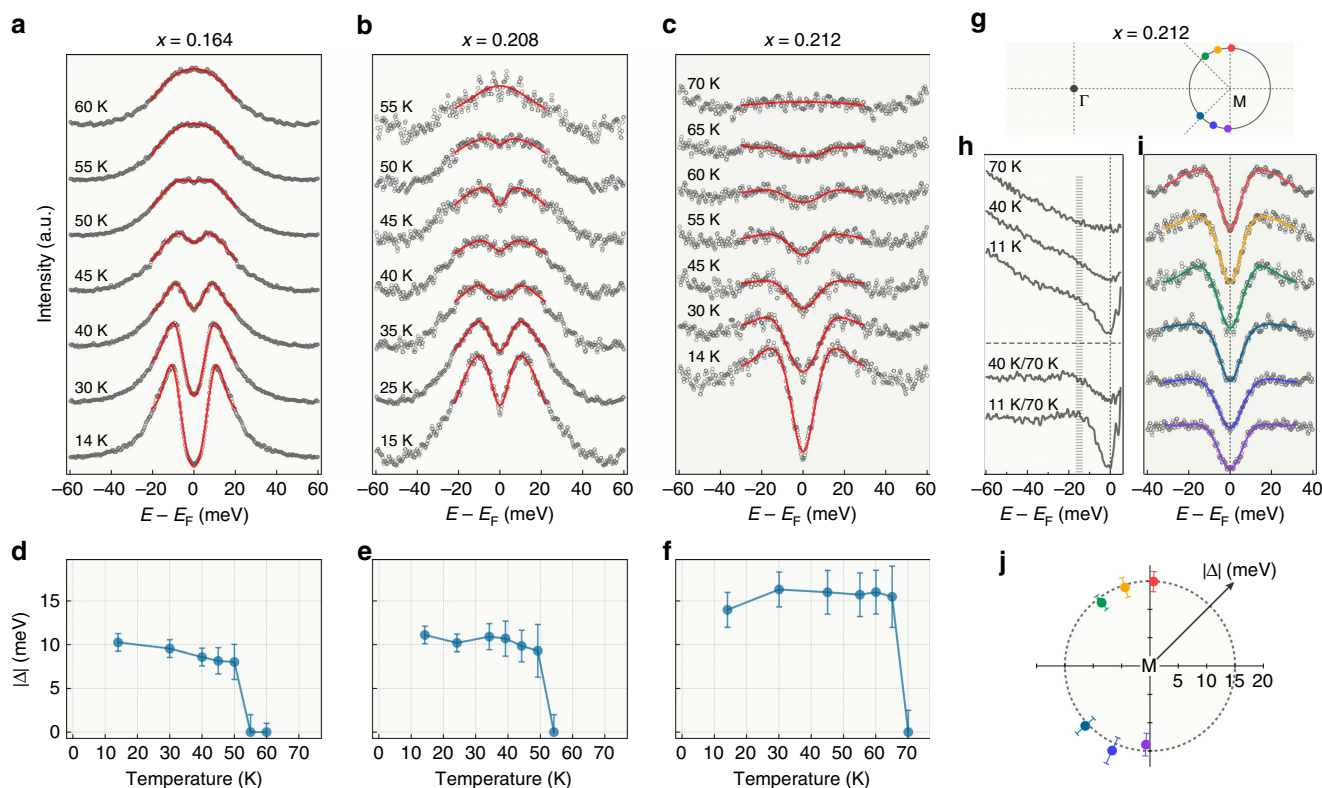 a
x = 0.164
60 K
55 K
50 K
45 K
40 K
30 K
14 K
Intensity (a.u.)
−60 −40 −20 0 20 40 60
E − E_F (meV)
b
x = 0.208
55 K
50 K
45 K
40 K
35 K
25 K
15 K
−60 −40 −20 0 20 40 60
E − E_F (meV)
c
x = 0.212
70 K
65 K
60 K
55 K
45 K
30 K
14 K
−60 −40 −20 0 20 40 60
E − E_F (meV)
g
x = 0.212
Γ
M
h
70 K
40 K
11 K
40 K/70 K
11 K/70 K
−60 −40 −20 0
E − E_F (meV)
i
−40 −20 0 20 40
E − E_F (meV)
d
15
10
5
0
|Δ| (meV)
0 10 20 30 40 50 60 70
Temperature (K)
e
0 10 20 30 40 50 60 70
Temperature (K)
f
0 10 20 30 40 50 60 70
Temperature (K)
j
|Δ| (meV)
M
5 10 15 20